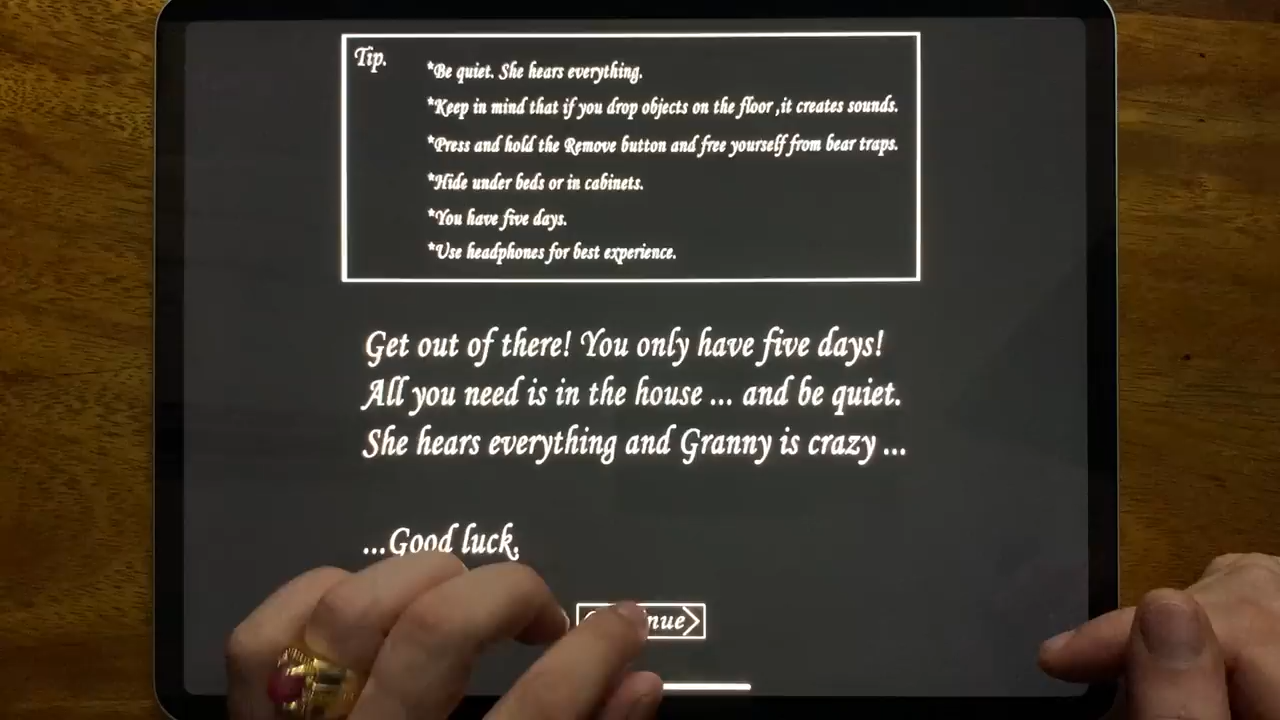 Tip.
*Be quiet. She hears everything.
*Keep in mind that if you drop objects on the floor ,it creates sounds.
*Press and hold the Remove button and free yourself from bear traps.
*Hide under beds or in cabinets.
*You have five days.
*Use headphones for best experience.
Get out of there! You only have five days!
All you need is in the house ... and be quiet.
She hears everything and Granny is crazy ...
...Good luck.